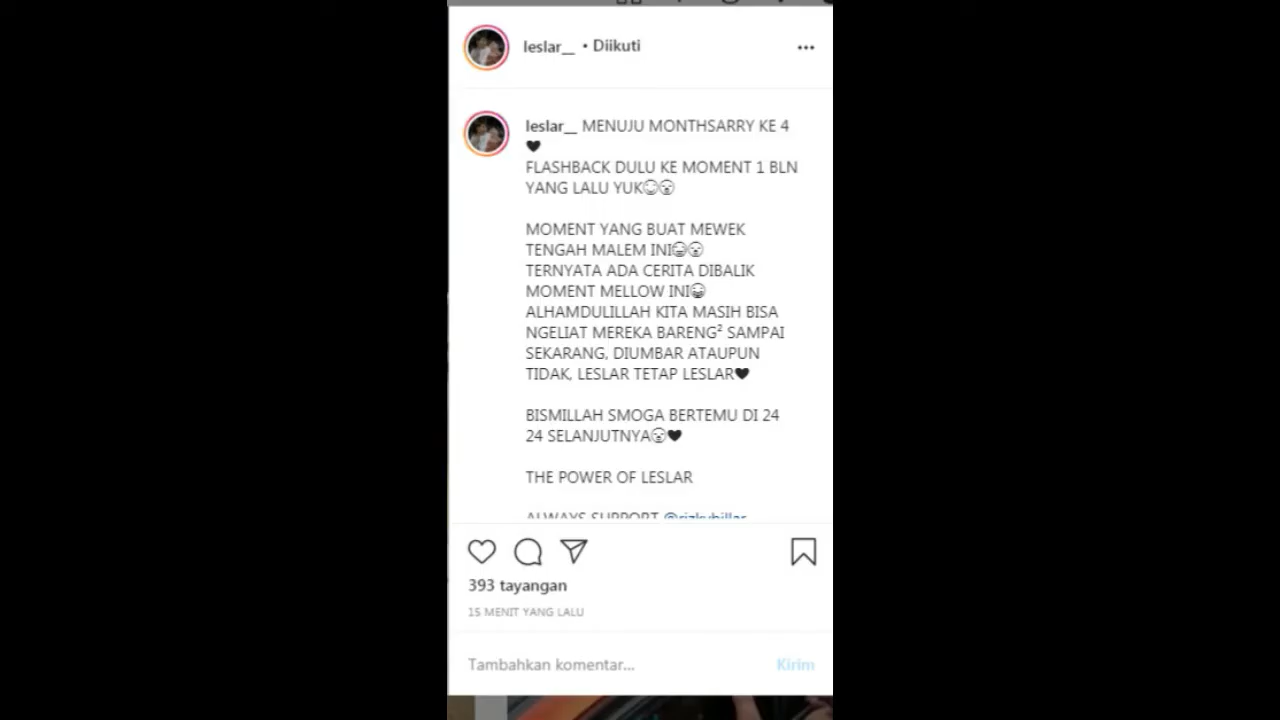 leslar__ • Diikuti
leslar__ MENUJU MONTHSARRY KE 4
🖤
FLASHBACK DULU KE MOMENT 1 BLN
YANG LALU YUK
MOMENT YANG BUAT MEWEK
TENGAH MALEM INI
TERNYATA ADA CERITA DIBALIK
MOMENT MELLOW INI
ALHAMDULILLAH KITA MASIH BISA
NGELIAT MEREKA BARENG² SAMPAI
SEKARANG, DIUMBAR ATAUPUN
TIDAK, LESLAR TETAP LESLAR🖤
BISMILLAH SMOGA BERTEMU DI 24
24 SELANJUTNYA🖤
THE POWER OF LESLAR
ALWAYS SUPPORT @rizkybillar
393 tayangan
15 MENIT YANG LALU
Tambahkan komentar... Kirim